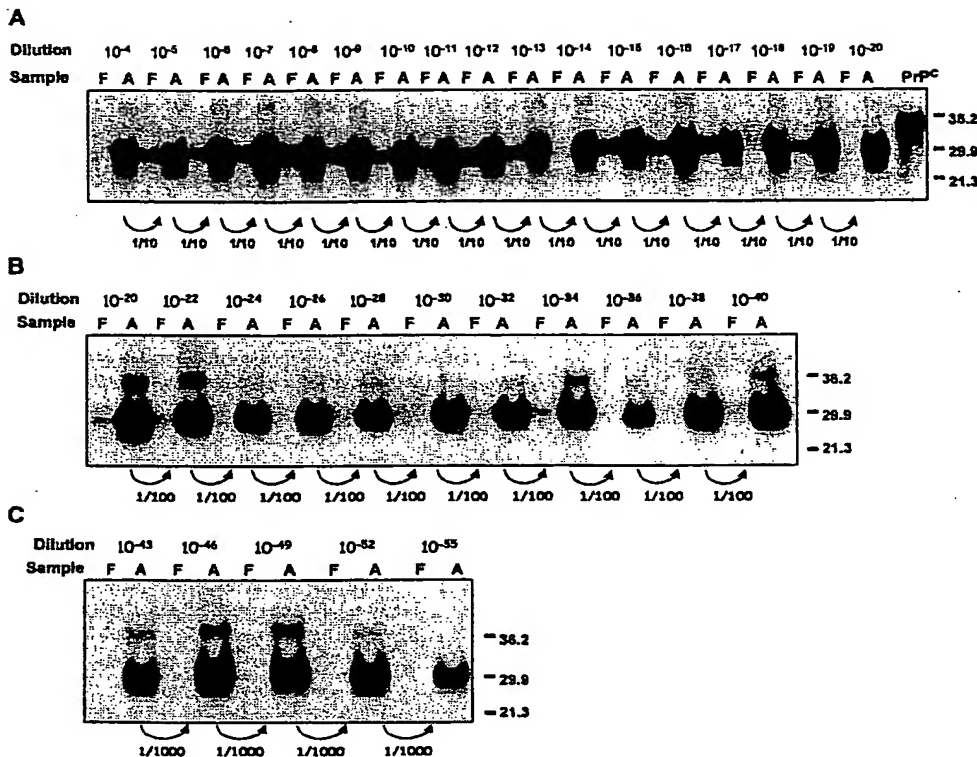 A
Dilution 10-4 10-5 10-6 10-7 10-8 10-9 10-10 10-11 10-12 10-13 10-14 10-15 10-16 10-17 10-18 10-19 10-20
Sample F A F A F A F A F A F A F A F A F A F A F A F A F A F A F A F A F A PrPC
35.2
29.9
21.3
1/10 1/10 1/10 1/10 1/10 1/10 1/10 1/10 1/10 1/10 1/10 1/10 1/10 1/10 1/10 1/10
B
Dilution 10-20 10-22 10-24 10-26 10-28 10-30 10-32 10-34 10-36 10-38 10-40
Sample F A F A F A F A F A F A F A F A F A F A F A
36.2
29.9
21.3
1/100 1/100 1/100 1/100 1/100 1/100 1/100 1/100 1/100 1/100
C
Dilution 10-43 10-46 10-49 10-52 10-55
Sample F A F A F A F A F A
36.2
29.9
21.3
1/1000 1/1000 1/1000 1/1000